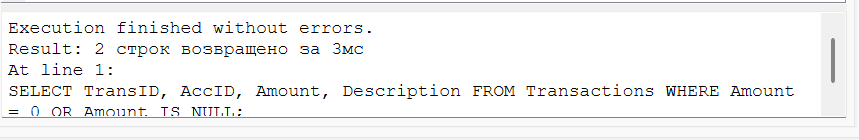 Execution finished without errors.
Result: 2 строк возвращено за 3мс
At line 1:
SELECT TransID, AccID, Amount, Description FROM Transactions WHERE Amount
= 0 OR Amount IS NULL;